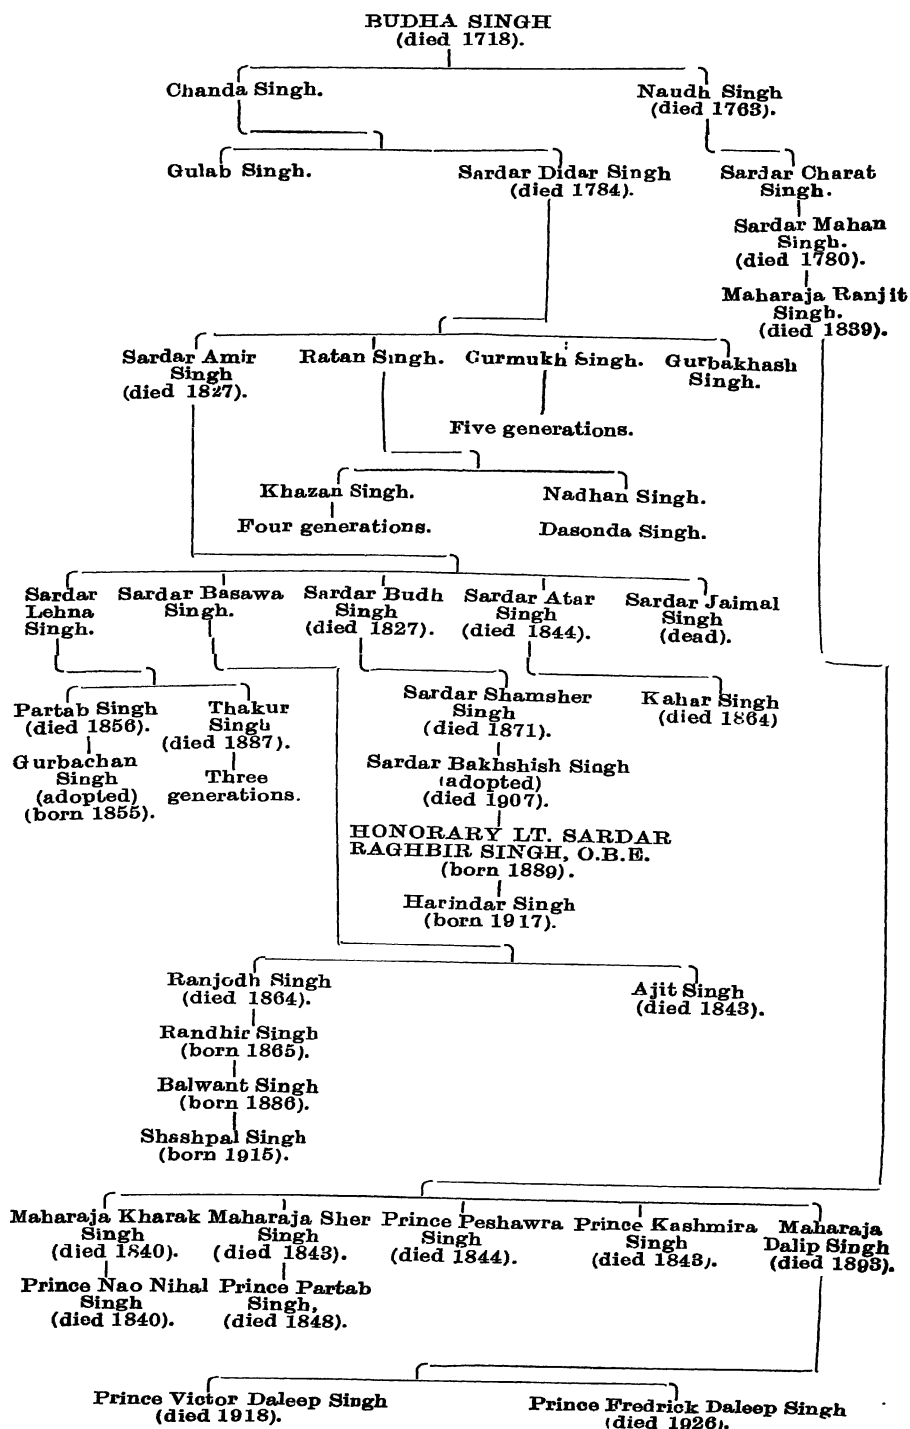 BUDHA SINGH
(died 1718).
Chanda Singh.
Naudh Singh
(died 1763).
Gulab Singh.
Sardar Didar Singh
(died 1784).
Sardar Charat
Singh.
Sardar Mahan
Singh.
(died 1780).
Maharaja Ranjit
Singh.
(died 1839).
Sardar Amir
Singh
(died 1827).
Ratan Singh.
Curmukh Singh.
Gurbakhash
Singh.
Five generations.
Khazan Singh.
Nadhan Singh.
Four generations.
Dasonda Singh.
Sardar
Lehna
Singh.
Sardar Basawa
Singh.
Sardar Budh
Singh
(died 1827).
Sardar Atar
Singh
(died 1844).
Sardar Jaimal
Singh
(dead).
Partab Singh
(died 1856).
Gurbachan
Singh
(adopted)
(born 1855).
Thakur
Singh
(died 1887).
Three
generations.
Sardar Shamsher
Singh
(died 1871).
Kahar Singh
(died 1864)
Sardar Bakhshish Singh
(adopted)
(died 1907).
HONORARY LT. SARDAR
RAGHBIR SINGH, O.B.E.
(born 1889).
Harindar Singh
(born 1917).
Ranjodh Singh
(died 1864).
Ajit Singh
(died 1843).
Randhir Singh
(born 1865).
Balwant Singh
(born 1886).
Shashpal Singh
(born 1915).
Maharaja Kharak
Singh
(died 1840).
Maharaja Sher
Singh
(died 1843).
Prince Peshawra
Singh
(died 1844).
Prince Kashmira
Singh
(died 1843).
Maharaja
Dalip Singh
(died 1893).
Prince Nao Nihal
Singh
(died 1840).
Prince Partab
Singh,
(died 1848).
Prince Victor Daleep Singh
(died 1918).
Prince Fredrick Daleep Singh
(died 1926).